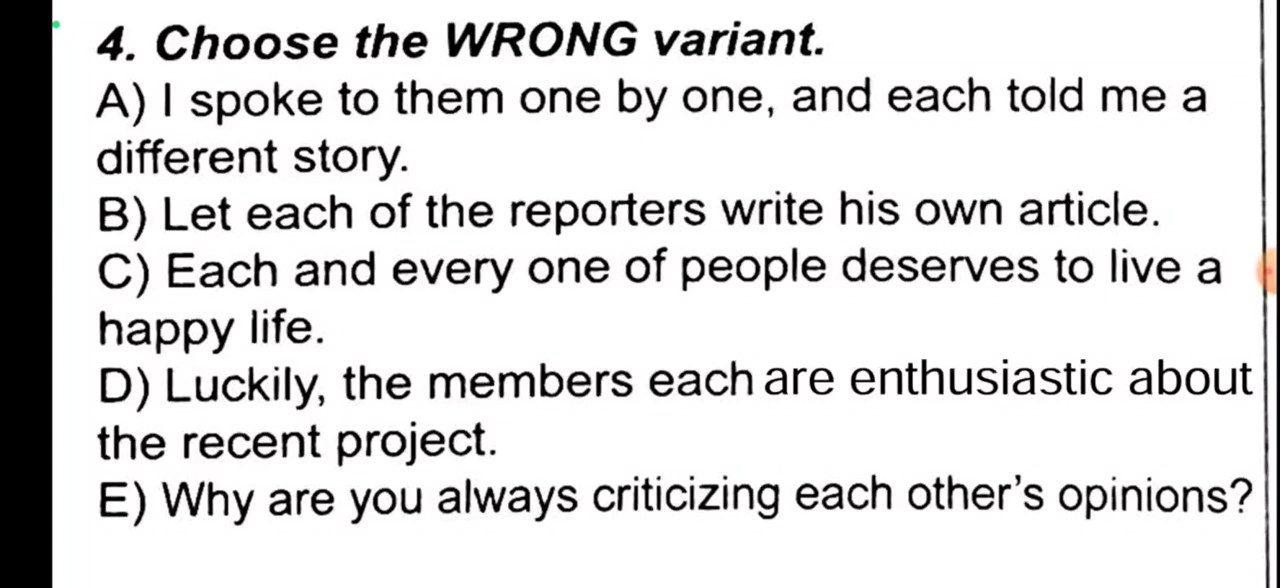 4. Choose the WRONG variant.
A) I spoke to them one by one, and each told me a
different story.
B) Let each of the reporters write his own article.
C) Each and every one of people deserves to live a
happy life.
D) Luckily, the members each are enthusiastic about
the recent project.
E) Why are you always criticizing each other's opinions?